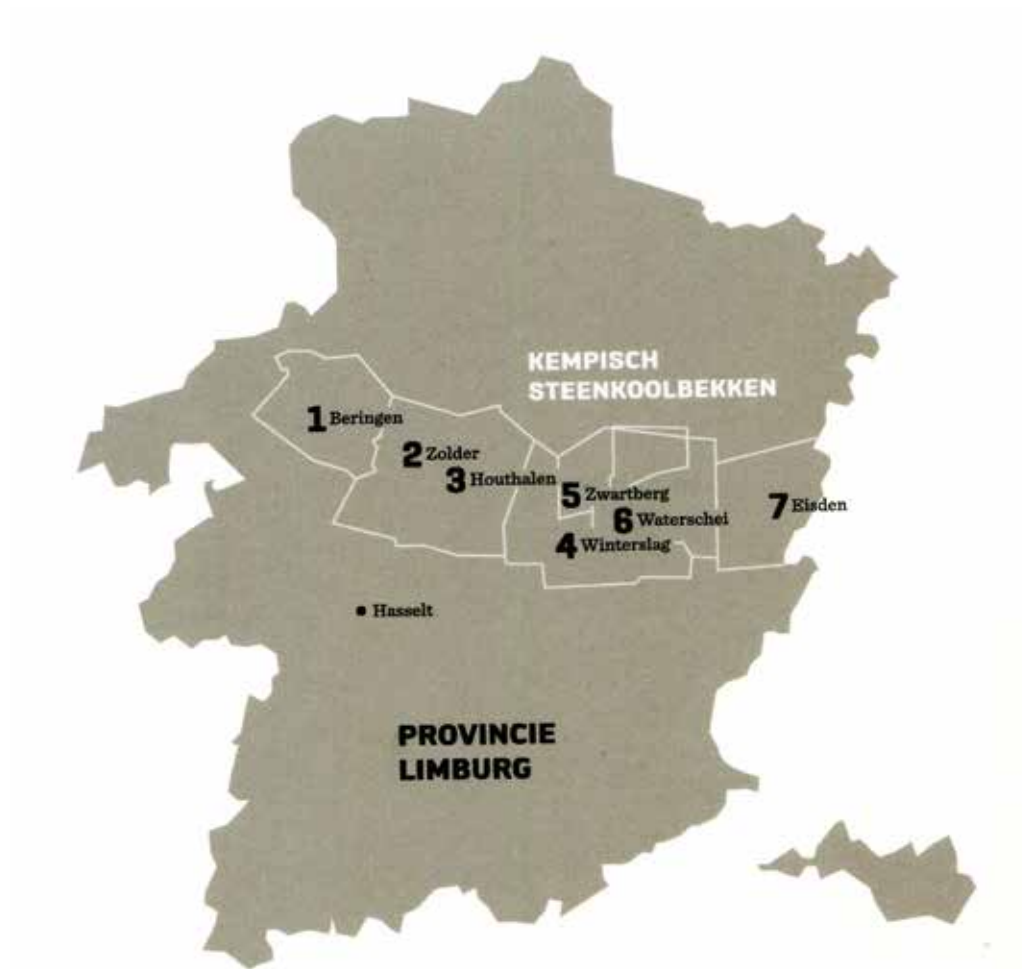 KEMPISCH
STEENKOOLBEKKEN
1 Beringen
2 Zolder
3 Houthalen
5 Zwartberg
7 Eisden
6 Waterschei
4 Winterslag
Hasselt
PROVINCIE
LIMBURG